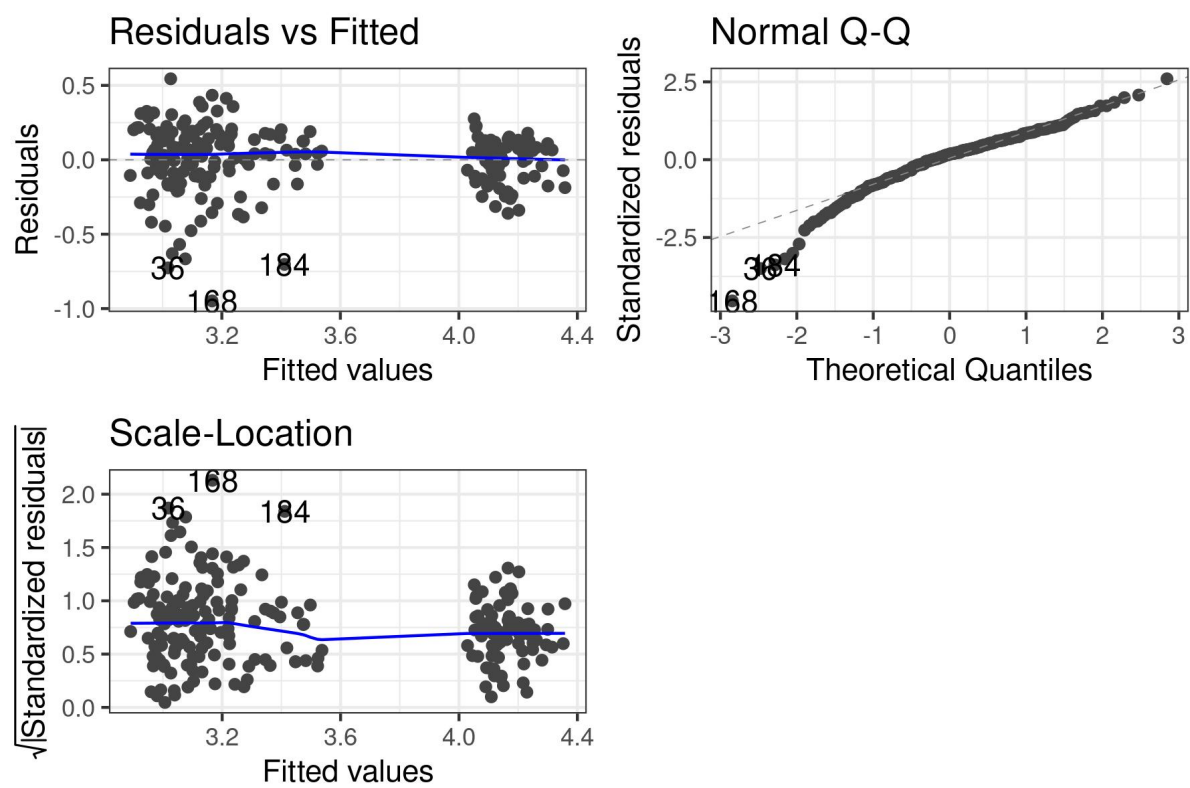 Residuals vs Fitted
Residuals
0.5
0.0
-0.5
-1.0
36
184
168
3.2 3.6 4.0 4.4
Fitted values
Normal Q-Q
Standardized residuals
2.5
0.0
-2.5
36
184
168
-3 -2 -1 0 1 2 3
Theoretical Quantiles
Scale-Location
√|Standardized residuals|
2.0
1.5
1.0
0.5
0.0
168
36
184
3.2 3.6 4.0 4.4
Fitted values